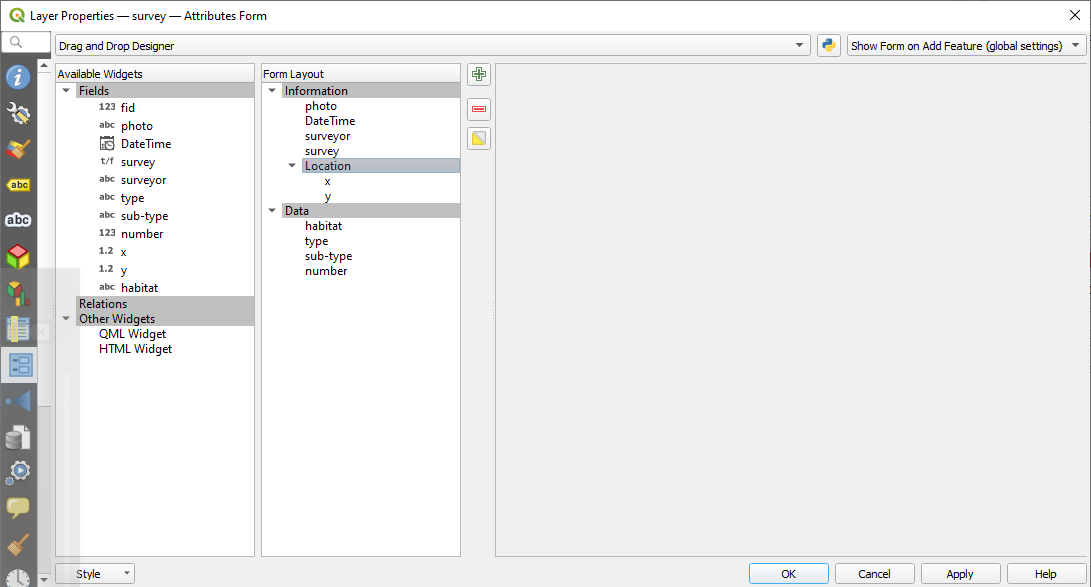 Layer Properties — survey — Attributes Form
Drag and Drop Designer
Show Form on Add Feature (global settings)
Available Widgets
Fields
123 fid
abc photo
DateTime
t/f survey
abc surveyor
abc type
abc sub-type
123 number
1.2 x
1.2 y
abc habitat
Relations
Other Widgets
QML Widget
HTML Widget
Form Layout
Information
photo
DateTime
surveyor
survey
Location
x
y
Data
habitat
type
sub-type
number
abc
abc
Style
OK
Cancel
Apply
Help